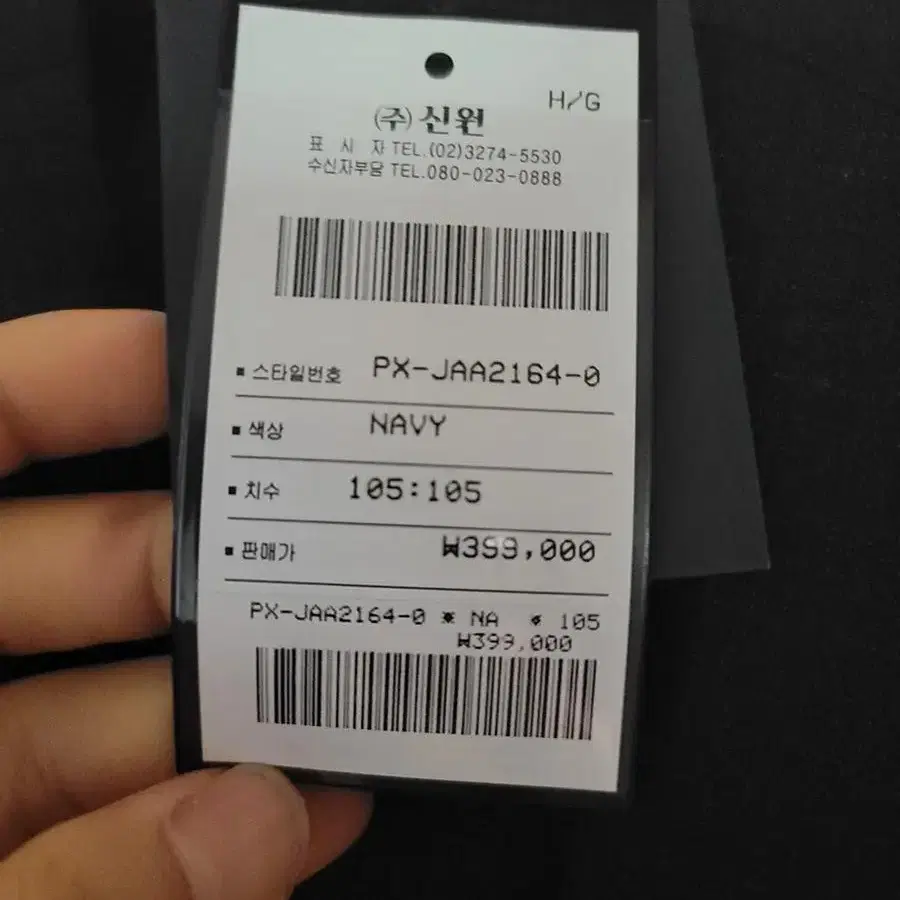 H/G
(주)신원
표 시 자 TEL.(02)3274-5530
수신자부담 TEL.080-023-0888
▪ 스타일번호 PX-JAA2164-0
▪ 색상 NAVY
▪ 치수 105:105
▪ 판매가 ₩399,000
PX-JAA2164-0 * NA * 105
₩399,000